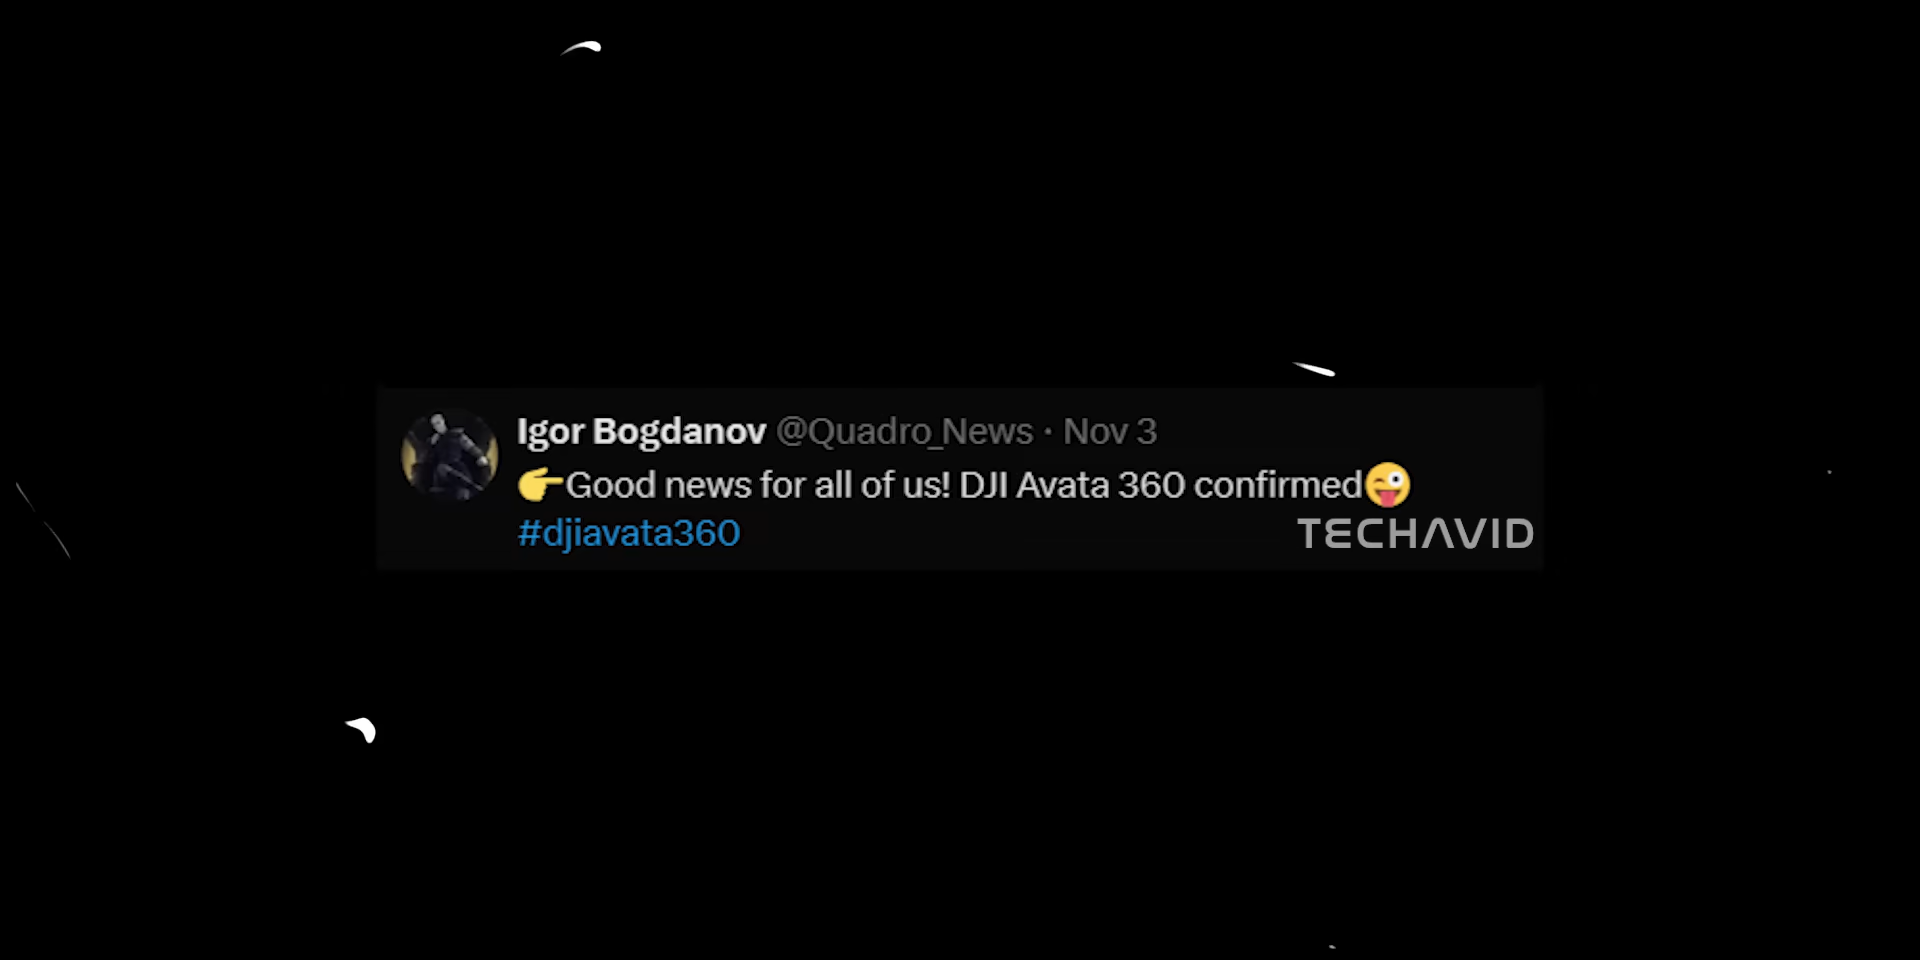 Igor Bogdanov @Quadro_News · Nov 3
👉Good news for all of us! DJI Avata 360 confirmed😜
#djiavata360
TECHAVID